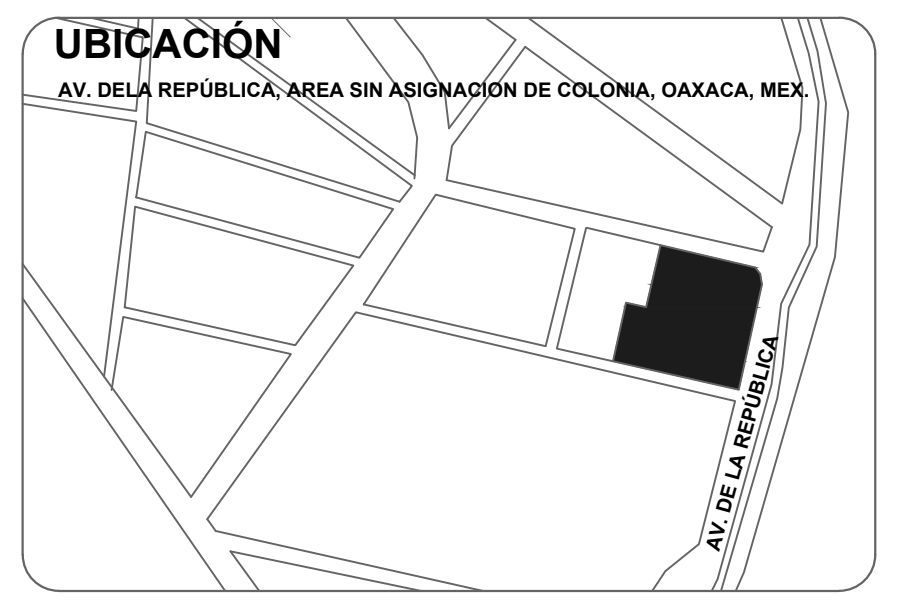 UBICACIÓN
AV. DELA REPÚBLICA, AREA SIN ASIGNACION DE COLONIA, OAXACA, MEX.
AV. DE LA REPÚBLICA